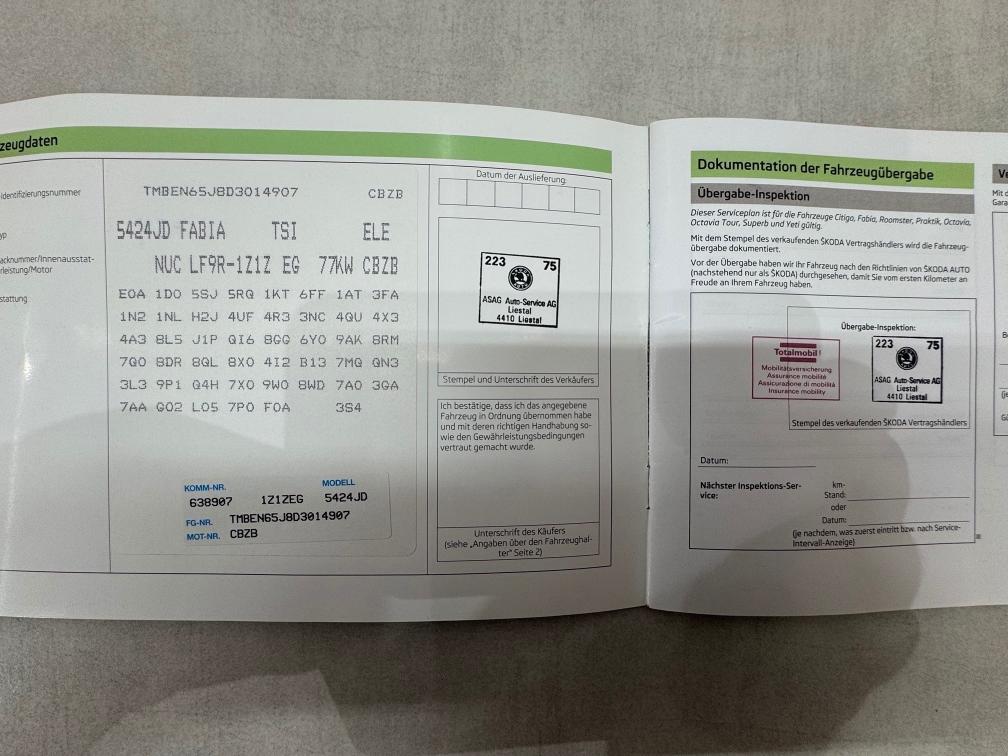 zeugdaten
-Identifizierungsnummer
yp
acknummer/Innenausstat-
rleistung/Motor
stattung
TMBEN65J8D3014907 CBZB
5424JD FABIA TSI ELE
NUC LF9R-1Z1Z EG 77KW CBZB
E0A 1D0 5SJ 5RQ 1KT 6FF 1AT 3FA
1N2 1NL H2J 4UF 4R3 3NC 4QU 4X3
4A3 8L5 J1P QI6 8GG 6Y0 9AK 8RM
7Q0 8DR 8QL 8X0 4I2 B13 7MQ QN3
3L3 9P1 Q4H 7X0 9W0 8WD 7A0 3GA
7AA G02 L05 7P0 F0A 3S4
KOMM-NR. MODELL
638907 1Z1ZEG 5424JD
FG-NR. TMBEN65J8D3014907
MOT-NR. CBZB
Datum der Auslieferung:
223 75
ASAG Auto-Service AG
Liestal
4410 Liestal
Stempel und Unterschrift des Verkäufers
Ich bestätige, dass ich das angegebene
Fahrzeug in Ordnung übernommen habe
und mit deren richtigen Handhabung so-
wie den Gewährleistungsbedingungen
vertraut gemacht wurde.
Unterschrift des Käufers
(siehe „Angaben über den Fahrzeughal-
ter" Seite 2)
Dokumentation der Fahrzeugübergabe
Übergabe-Inspektion
Dieser Serviceplan ist für die Fahrzeuge Citigo, Fabia, Roomster, Praktik, Octavia,
Octavia Tour, Superb und Yeti gültig.
Mit dem Stempel des verkaufenden ŠKODA Vertragshändlers wird die Fahrzeug-
übergabe dokumentiert.
Vor der Übergabe haben wir Ihr Fahrzeug nach den Richtlinien von ŠKODA AUTO
(nachstehend nur als ŠKODA) durchgesehen, damit Sie vom ersten Kilometer an
Freude an Ihrem Fahrzeug haben.
Übergabe-Inspektion:
Totalmobil!
Mobilitätsversicherung
Assurance mobilité
Assicurazione di mobilità
Insurance mobility
223 75
ASAG Auto-Service AG
Liestal
4410 Liestal
Stempel des verkaufenden ŠKODA Vertragshändlers
Datum:
Nächster Inspektions-Ser-
vice:
km-
Stand:
oder
Datum:
(je nachdem, was zuerst eintritt bzw. nach Service-
Intervall-Anzeige)
Mit d
Gara